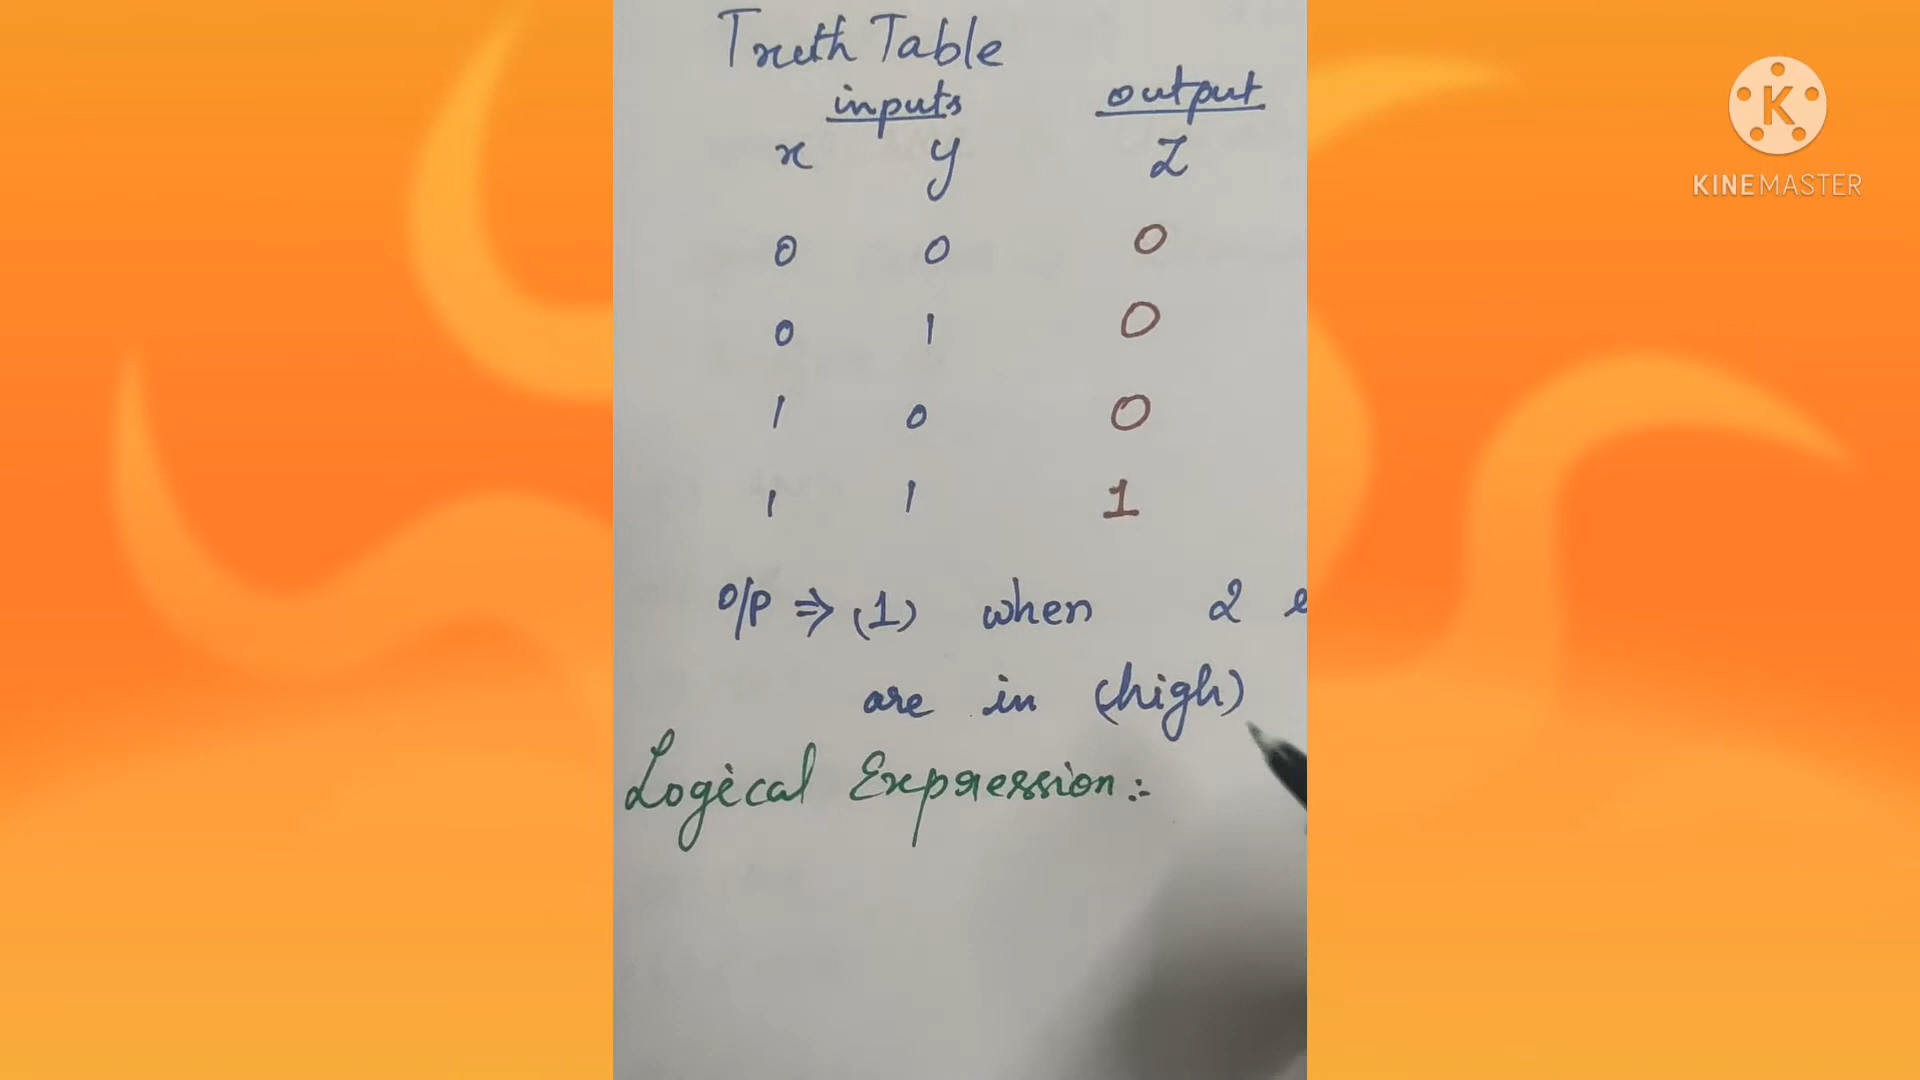 Truth Table
inputs output
x y Z
0 0 0
0 1 0
1 0 0
1 1 1
O/P ⇒ (1) when 2
are in (high)
Logical Expression :-
K
KINEMASTER